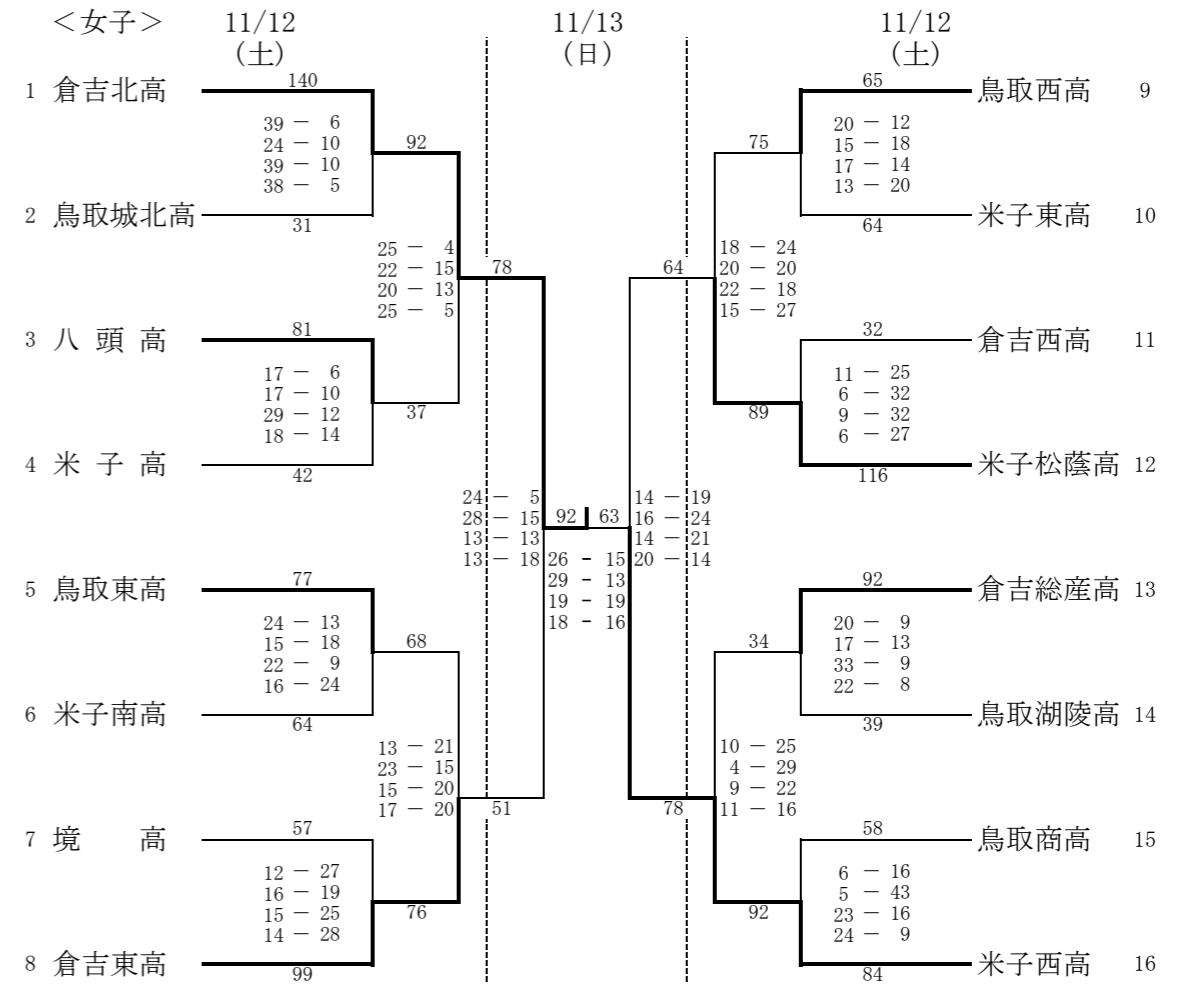 ＜女子＞ 11/12 11/13 11/12
(土) (日) (土)
1 倉吉北高 140 65 鳥取西高 9
39 － 6 20 － 12
24 － 10 92 75 15 － 18
39 － 10 17 － 14
38 － 5 13 － 20
2 鳥取城北高 31 64 米子東高 10
25 － 4 18 － 24
22 － 15 78 64 20 － 20
20 － 13 22 － 18
25 － 5 15 － 27
3 八頭高 81 32 倉吉西高 11
17 － 6 11 － 25
17 － 10 6 － 32
29 － 12 37 89 9 － 32
18 － 14 6 － 27
4 米子高 42 116 米子松蔭高 12
24 － 5 14 － 19
28 － 15 92 63 16 － 24
13 － 13 14 － 21
13 － 18 26 - 15 20 － 14
29 - 13
5 鳥取東高 77 19 - 19 92 倉吉総産高 13
18 - 16
24 － 13 20 － 9
15 － 18 68 34 17 － 13
22 － 9 33 － 9
16 － 24 22 － 8
6 米子南高 64 39 鳥取湖陵高 14
13 － 21 10 － 25
23 － 15 4 － 29
15 － 20 9 － 22
17 － 20 51 78 11 － 16
7 境高 57 58 鳥取商高 15
12 － 27 6 － 16
16 － 19 5 － 43
15 － 25 76 92 23 － 16
14 － 28 24 － 9
8 倉吉東高 99 84 米子西高 16